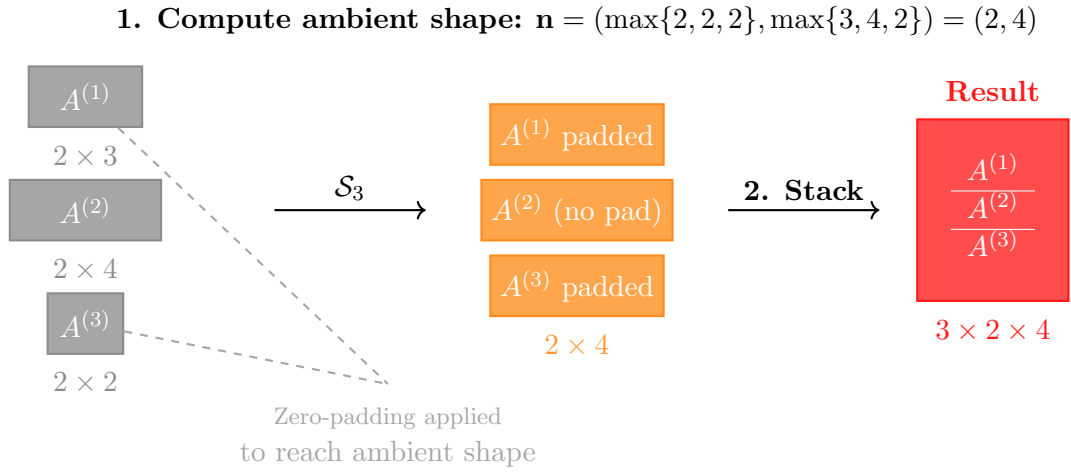 1. Compute ambient shape: n = (max{2, 2, 2}, max{3, 4, 2}) = (2, 4)
A^{(1)}
2 × 3
A^{(2)}
2 × 4
A^{(3)}
2 × 2
Zero-padding applied
to reach ambient shape
𝒮_3
A^{(1)} padded
A^{(2)} (no pad)
A^{(3)} padded
2 × 4
2. Stack
Result
A^{(1)}
A^{(2)}
A^{(3)}
3 × 2 × 4